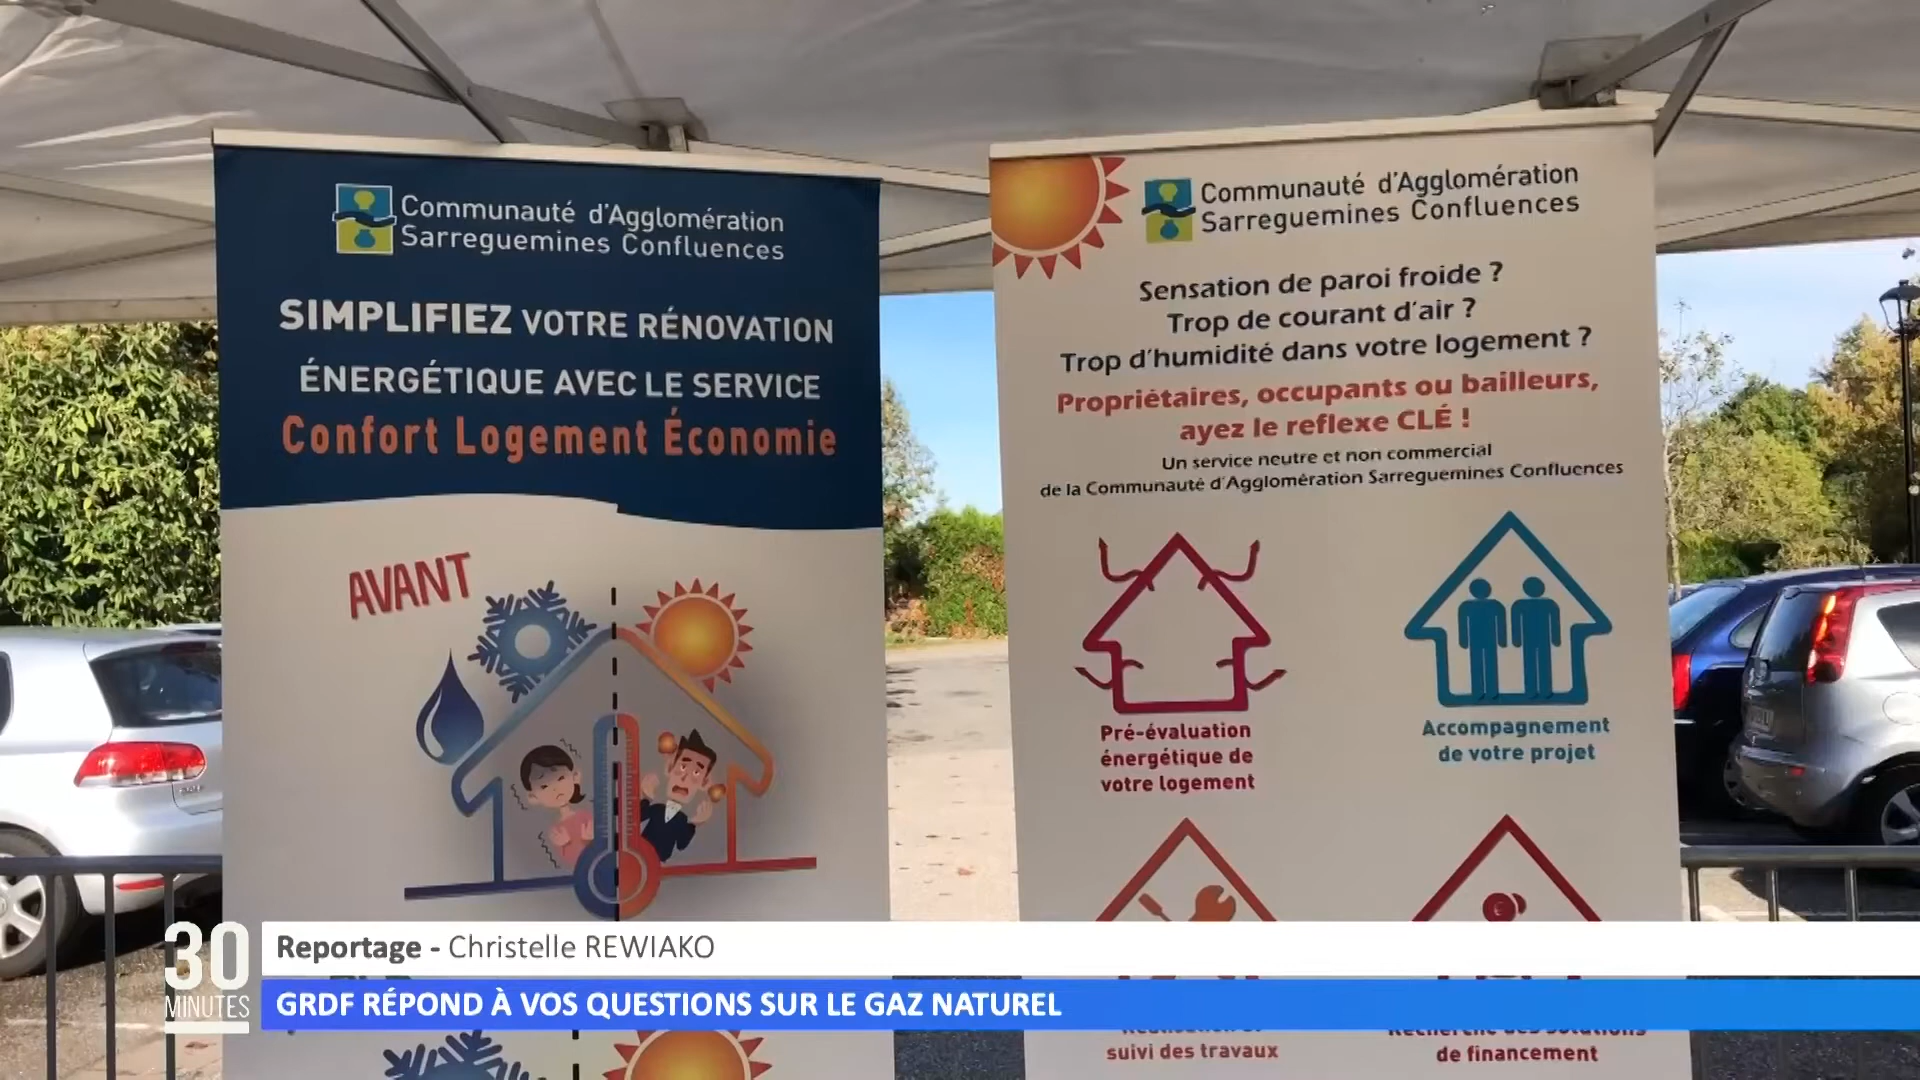 Communauté d'Agglomération
Sarreguemines Confluences
SIMPLIFIEZ VOTRE RÉNOVATION
ÉNERGÉTIQUE AVEC LE SERVICE
Confort Logement Économie
AVANT
Communauté d'Agglomération
Sarreguemines Confluences
Sensation de paroi froide ?
Trop de courant d'air ?
Trop d'humidité dans votre logement ?
Propriétaires, occupants ou bailleurs,
ayez le reflexe CLÉ !
Un service neutre et non commercial
de la Communauté d'Agglomération Sarreguemines Confluences
Pré-évaluation
énergétique de
votre logement
Accompagnement
de votre projet
suivi des travaux
Recherche des solutions
de financement
30
MINUTES
Reportage - Christelle REWIAKO
GRDF RÉPOND À VOS QUESTIONS SUR LE GAZ NATUREL